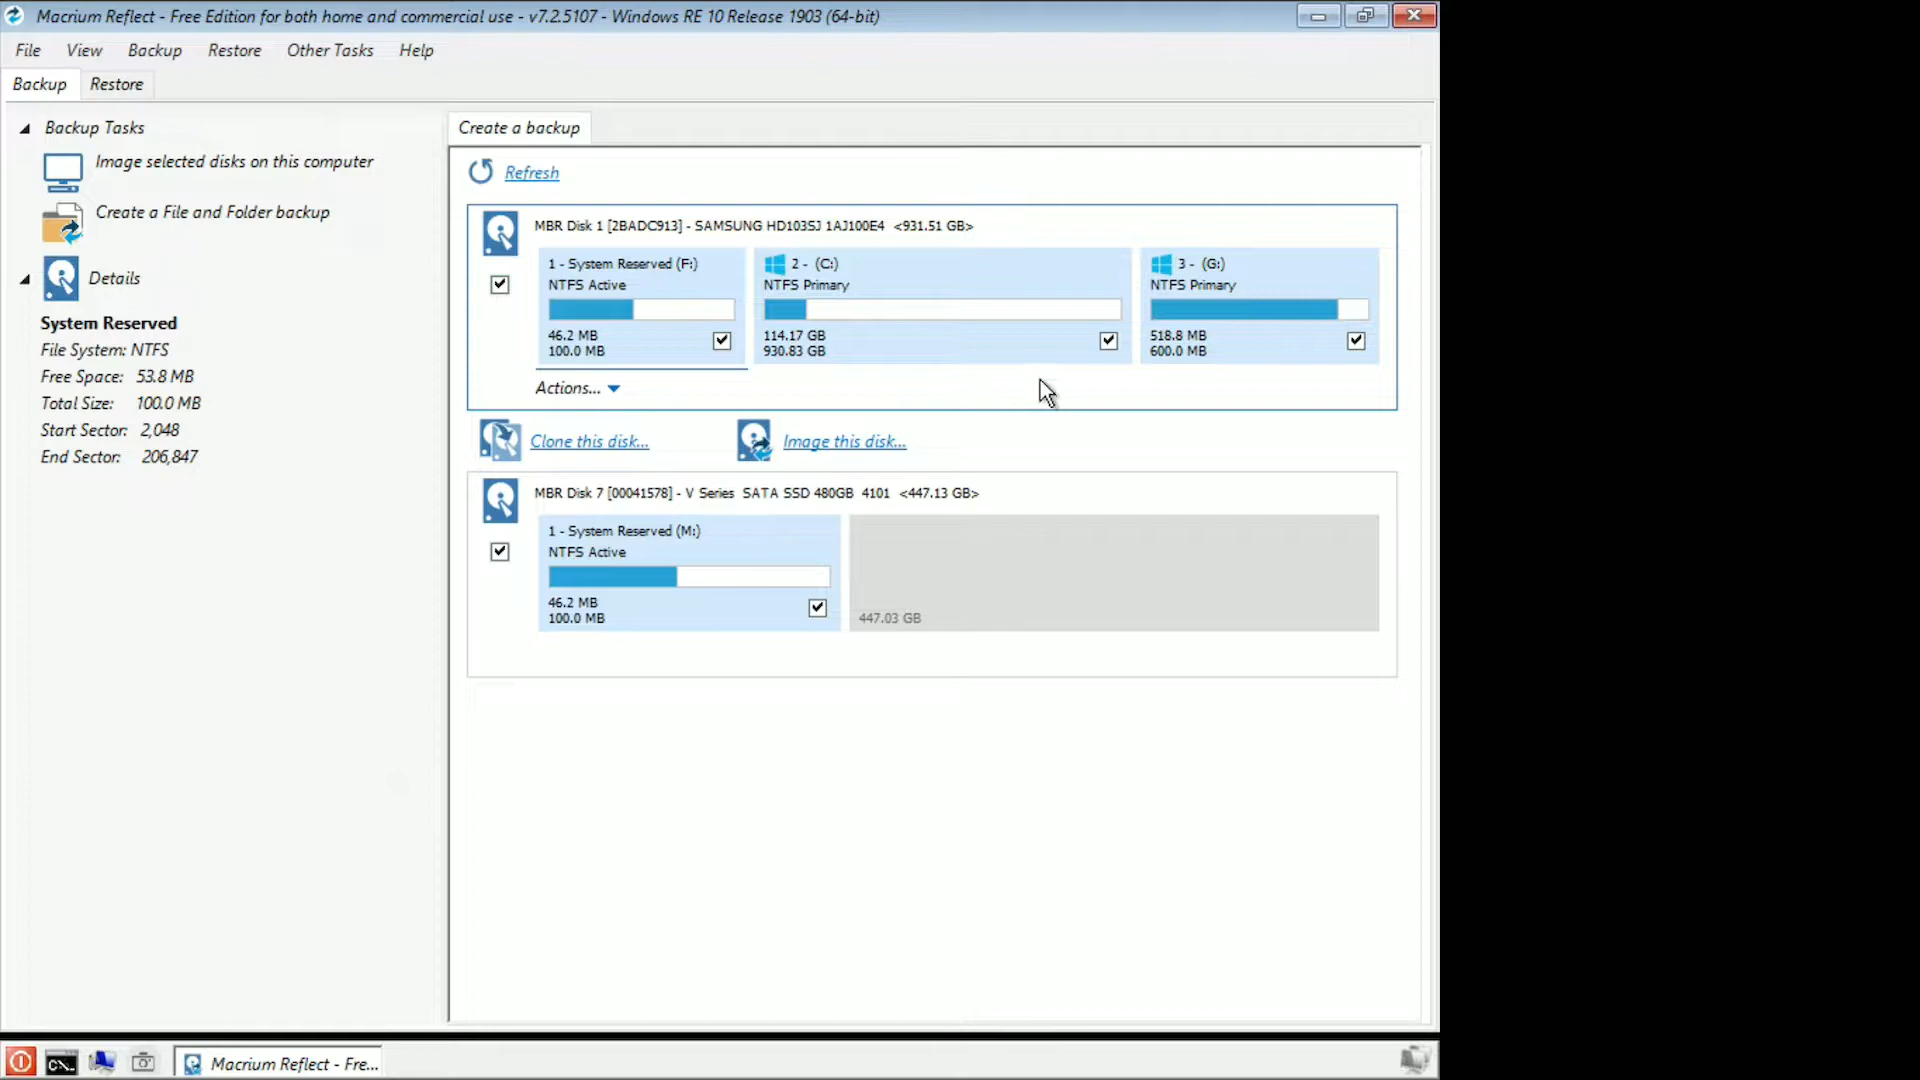 Macrium Reflect - Free Edition for both home and commercial use - v7.2.5107 - Windows RE 10 Release 1903 (64-bit)
File View Backup Restore Other Tasks Help
Backup Restore
Backup Tasks
Image selected disks on this computer
Create a File and Folder backup
Details
System Reserved
File System: NTFS
Free Space: 53.8 MB
Total Size: 100.0 MB
Start Sector: 2,048
End Sector: 206,847
Create a backup
Refresh
MBR Disk 1 [2BADC913] - SAMSUNG HD103SJ 1AJ100E4 <931.51 GB>
1 - System Reserved (F:)
NTFS Active
46.2 MB
100.0 MB
2 - (C:)
NTFS Primary
114.17 GB
930.83 GB
3 - (G:)
NTFS Primary
518.8 MB
600.0 MB
Actions...
Clone this disk... Image this disk...
MBR Disk 7 [00041578] - V Series SATA SSD 480GB 4101 <447.13 GB>
1 - System Reserved (M:)
NTFS Active
46.2 MB
100.0 MB
447.03 GB
Macrium Reflect - Fre...